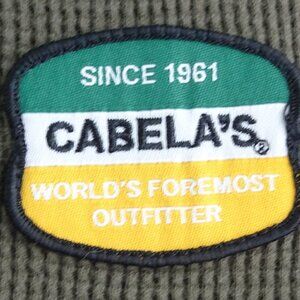 SINCE 1961
CABELA'S®
WORLD'S FOREMOST
OUTFITTER